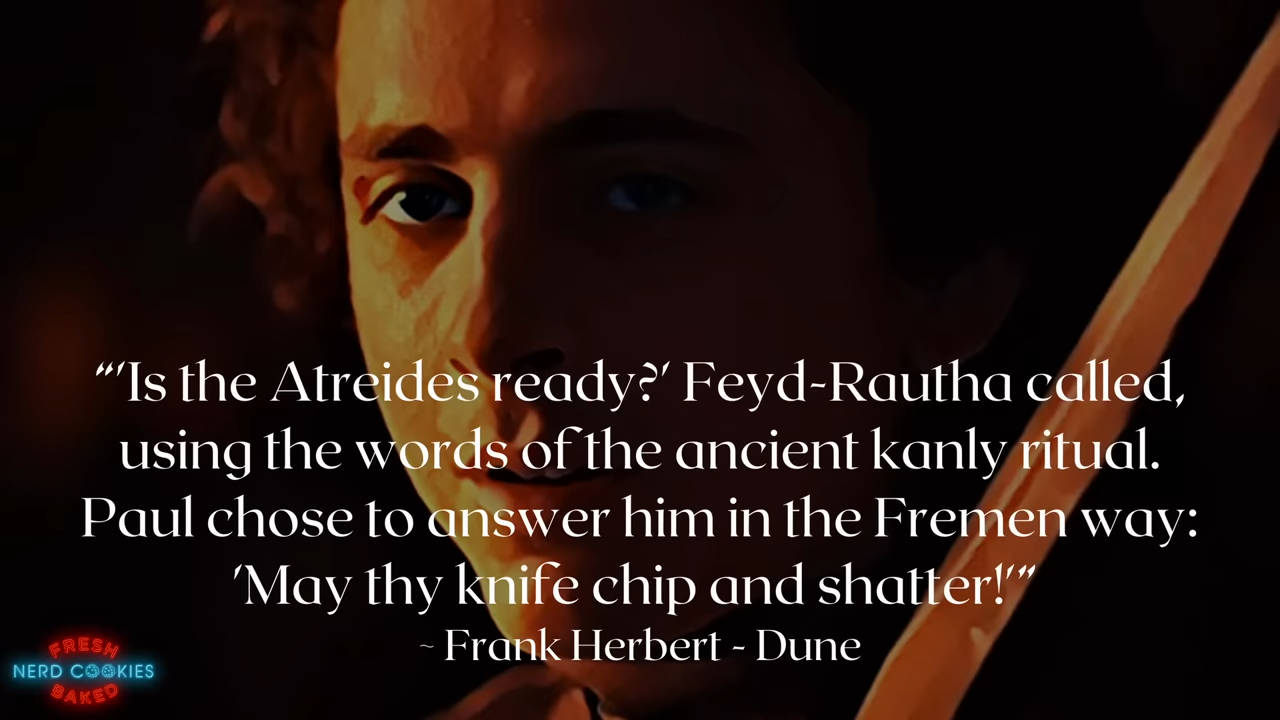 “‘Is the Atreides ready?’ Feyd-Rautha called,
using the words of the ancient kanly ritual.
Paul chose to answer him in the Fremen way:
‘May thy knife chip and shatter!’”
~ Frank Herbert - Dune
FRESH
NERD COOKIES
BAKED